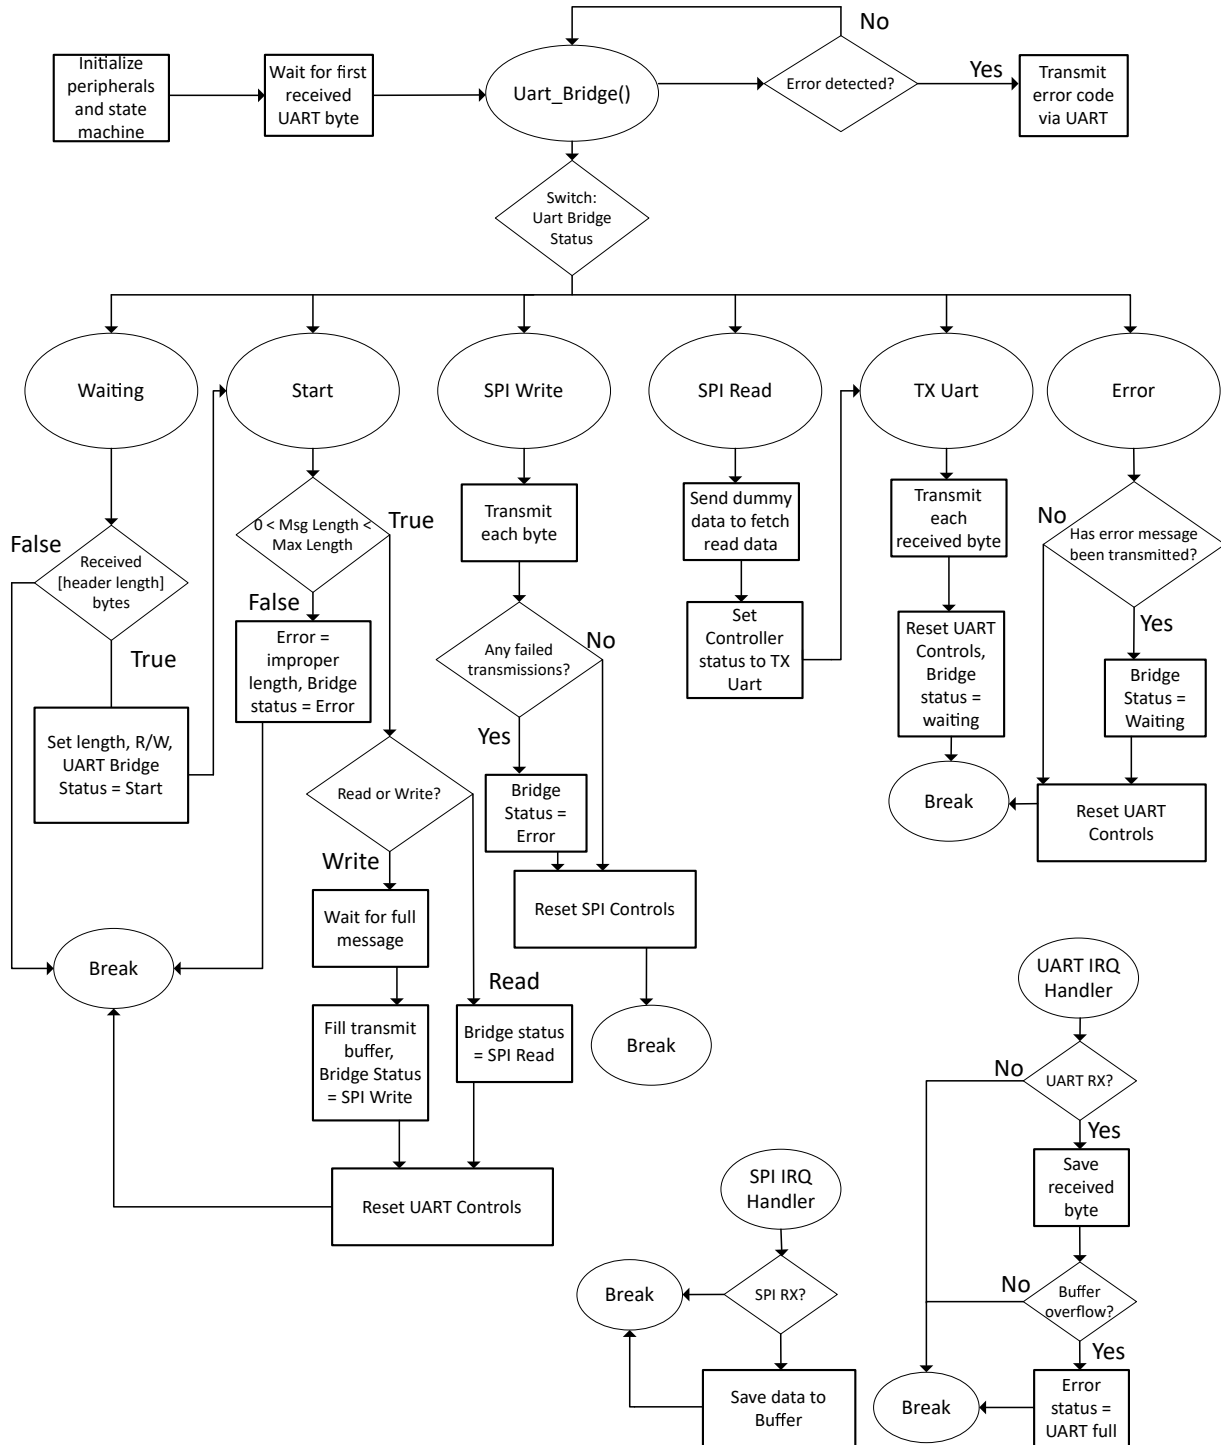 No
Initialize
peripherals
and state
machine
Wait for first
received
UART byte
Uart_Bridge()
Error detected?
Yes
Transmit
error code
via UART
Switch:
Uart Bridge
Status
Waiting
Start
SPI Write
SPI Read
TX Uart
Error
False
Received
[header length]
bytes
True
Set length, R/W,
UART Bridge
Status = Start
0 < Msg Length <
Max Length
True
False
Error =
improper
length, Bridge
status = Error
Read or Write?
Write
Wait for full
message
Fill transmit
buffer,
Bridge Status
= SPI Write
Read
Bridge status
= SPI Read
Reset UART Controls
Break
Transmit
each byte
Any failed
transmissions?
No
Yes
Bridge
Status =
Error
Reset SPI Controls
Break
Send dummy
data to fetch
read data
Set
Controller
status to TX
Uart
Transmit
each
received byte
Reset UART
Controls,
Bridge
status =
waiting
Break
No
Has error message
been transmitted?
Yes
Bridge
Status =
Waiting
Reset UART
Controls
SPI IRQ
Handler
SPI RX?
Break
Save data to
Buffer
UART IRQ
Handler
No
UART RX?
Yes
Save
received
byte
No
Buffer
overflow?
Yes
Error
status =
UART full
Break